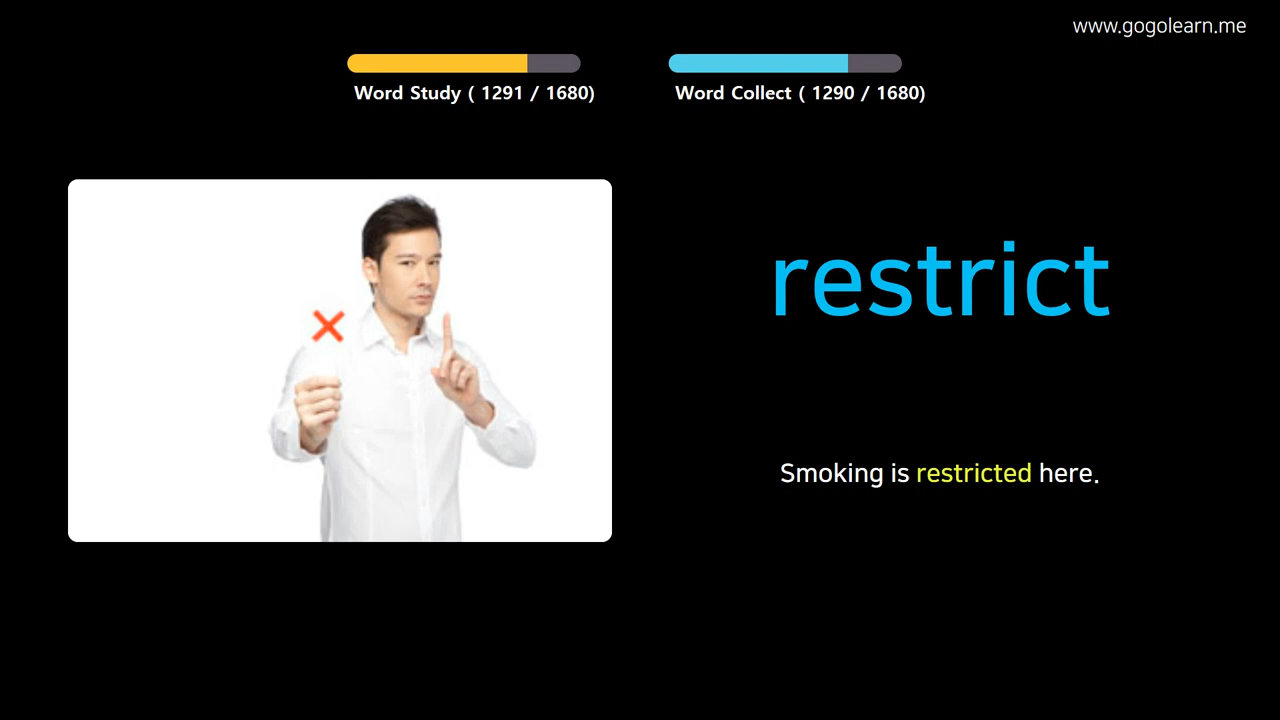 www.gogolearn.me
Word Study ( 1291 / 1680)
Word Collect ( 1290 / 1680)
restrict
Smoking is restricted here.